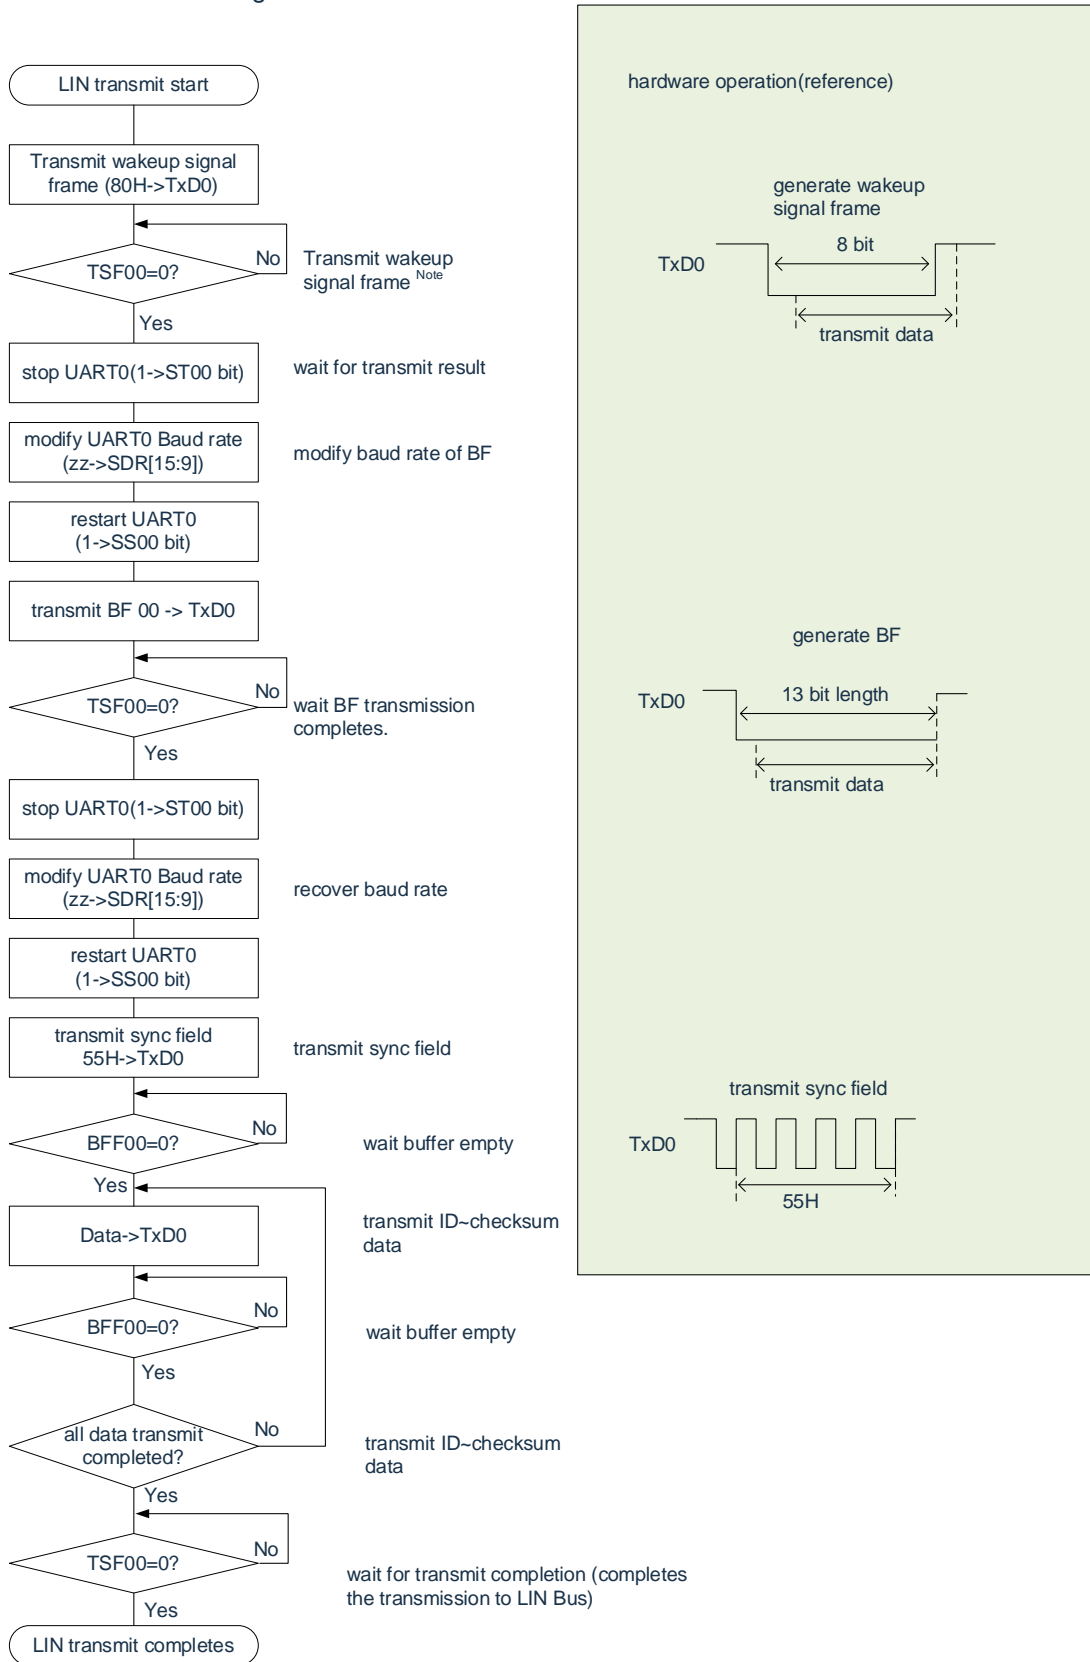 LIN transmit start
Transmit wakeup signal
frame (80H->TxD0)
TSF00=0?
No
Transmit wakeup
signal frame Note
Yes
stop UART0(1->ST00 bit)
wait for transmit result
modify UART0 Baud rate
(zz->SDR[15:9])
modify baud rate of BF
restart UART0
(1->SS00 bit)
transmit BF 00 -> TxD0
TSF00=0?
No
wait BF transmission
completes.
Yes
stop UART0(1->ST00 bit)
modify UART0 Baud rate
(zz->SDR[15:9])
recover baud rate
restart UART0
(1->SS00 bit)
transmit sync field
55H->TxD0
transmit sync field
BFF00=0?
No
wait buffer empty
Yes
Data->TxD0
transmit ID~checksum
data
BFF00=0?
No
wait buffer empty
Yes
all data transmit
completed?
No
transmit ID~checksum
data
Yes
TSF00=0?
No
wait for transmit completion (completes
the transmission to LIN Bus)
Yes
LIN transmit completes
hardware operation(reference)
generate wakeup
signal frame
8 bit
TxD0
transmit data
generate BF
TxD0
13 bit length
transmit data
transmit sync field
TxD0
55H